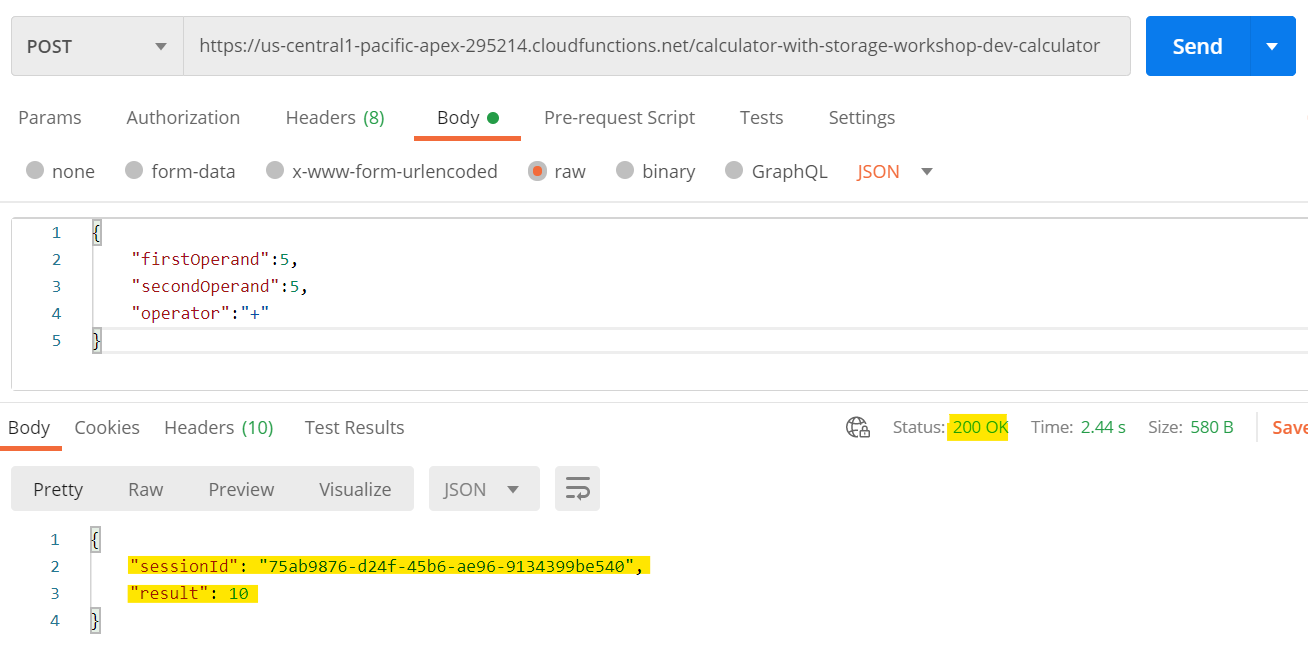 POST https://us-central1-pacific-apex-295214.cloudfunctions.net/calculator-with-storage-workshop-dev-calculator Send
Params Authorization Headers (8) Body Pre-request Script Tests Settings
none form-data x-www-form-urlencoded raw binary GraphQL JSON
1 {
2 "firstOperand":5,
3 "secondOperand":5,
4 "operator":"+"
5 }
Body Cookies Headers (10) Test Results Status: 200 OK Time: 2.44 s Size: 580 B Save
Pretty Raw Preview Visualize JSON
1 {
2 "sessionId": "75ab9876-d24f-45b6-ae96-9134399be540",
3 "result": 10
4 }